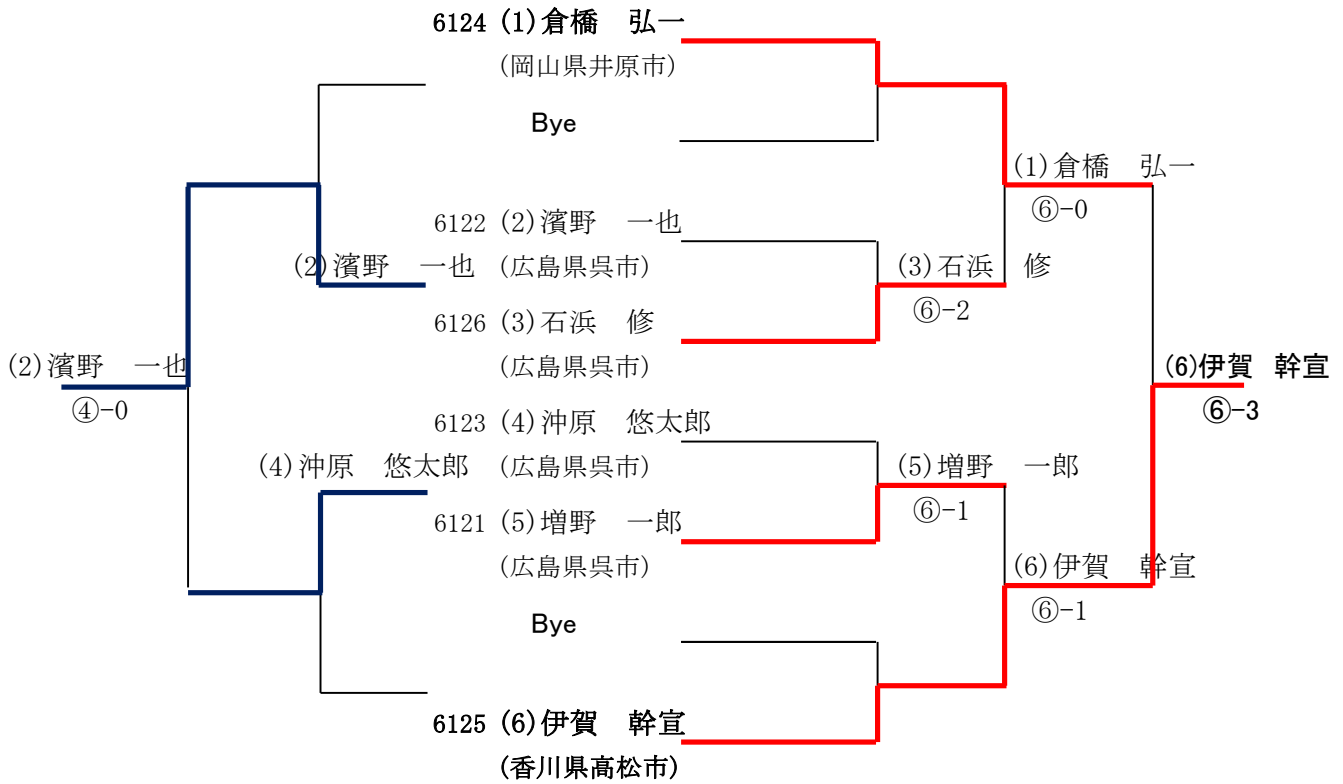 6124 (1)倉橋　弘一
(岡山県井原市)
Bye
(1)倉橋　弘一
⑥-0
6122 (2)濱野　一也
(2)濱野　一也
(広島県呉市)
(3)石浜　修
⑥-2
6126 (3)石浜　修
(広島県呉市)
(2)濱野　一也
④-0
(6)伊賀　幹宣
⑥-3
6123 (4)沖原　悠太郎
(4)沖原　悠太郎
(広島県呉市)
(5)増野　一郎
⑥-1
6121 (5)増野　一郎
(広島県呉市)
(6)伊賀　幹宣
⑥-1
Bye
6125 (6)伊賀　幹宣
(香川県高松市)